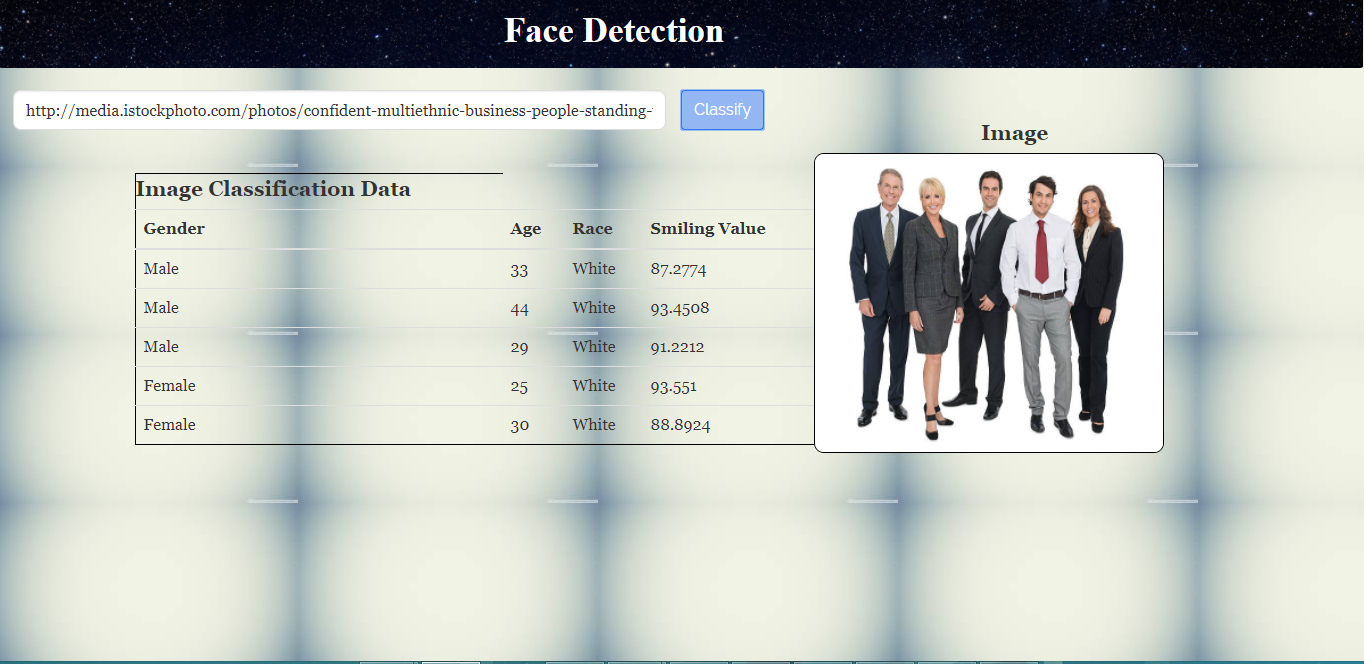 Face Detection
http://media.istockphoto.com/photos/confident-multiethnic-business-people-standing-
Classify
Image
Image Classification Data
Gender Age Race Smiling Value
Male 33 White 87.2774
Male 44 White 93.4508
Male 29 White 91.2212
Female 25 White 93.551
Female 30 White 88.8924